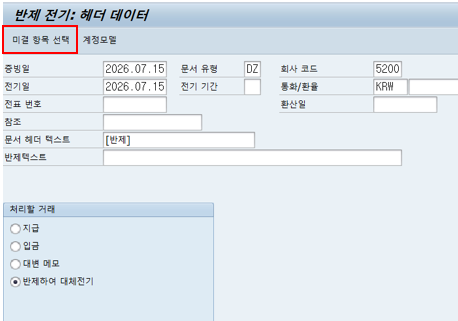 반제 전기: 헤더 데이터
미결 항목 선택 계정모델
증빙일 2026.07.15 문서 유형 DZ 회사 코드 5200
전기일 2026.07.15 전기 기간 통화/환율 KRW
전표 번호 환산일
참조
문서 헤더 텍스트 [반제]
반제텍스트
처리할 거래
지급
입금
대변 메모
반제하여 대체전기